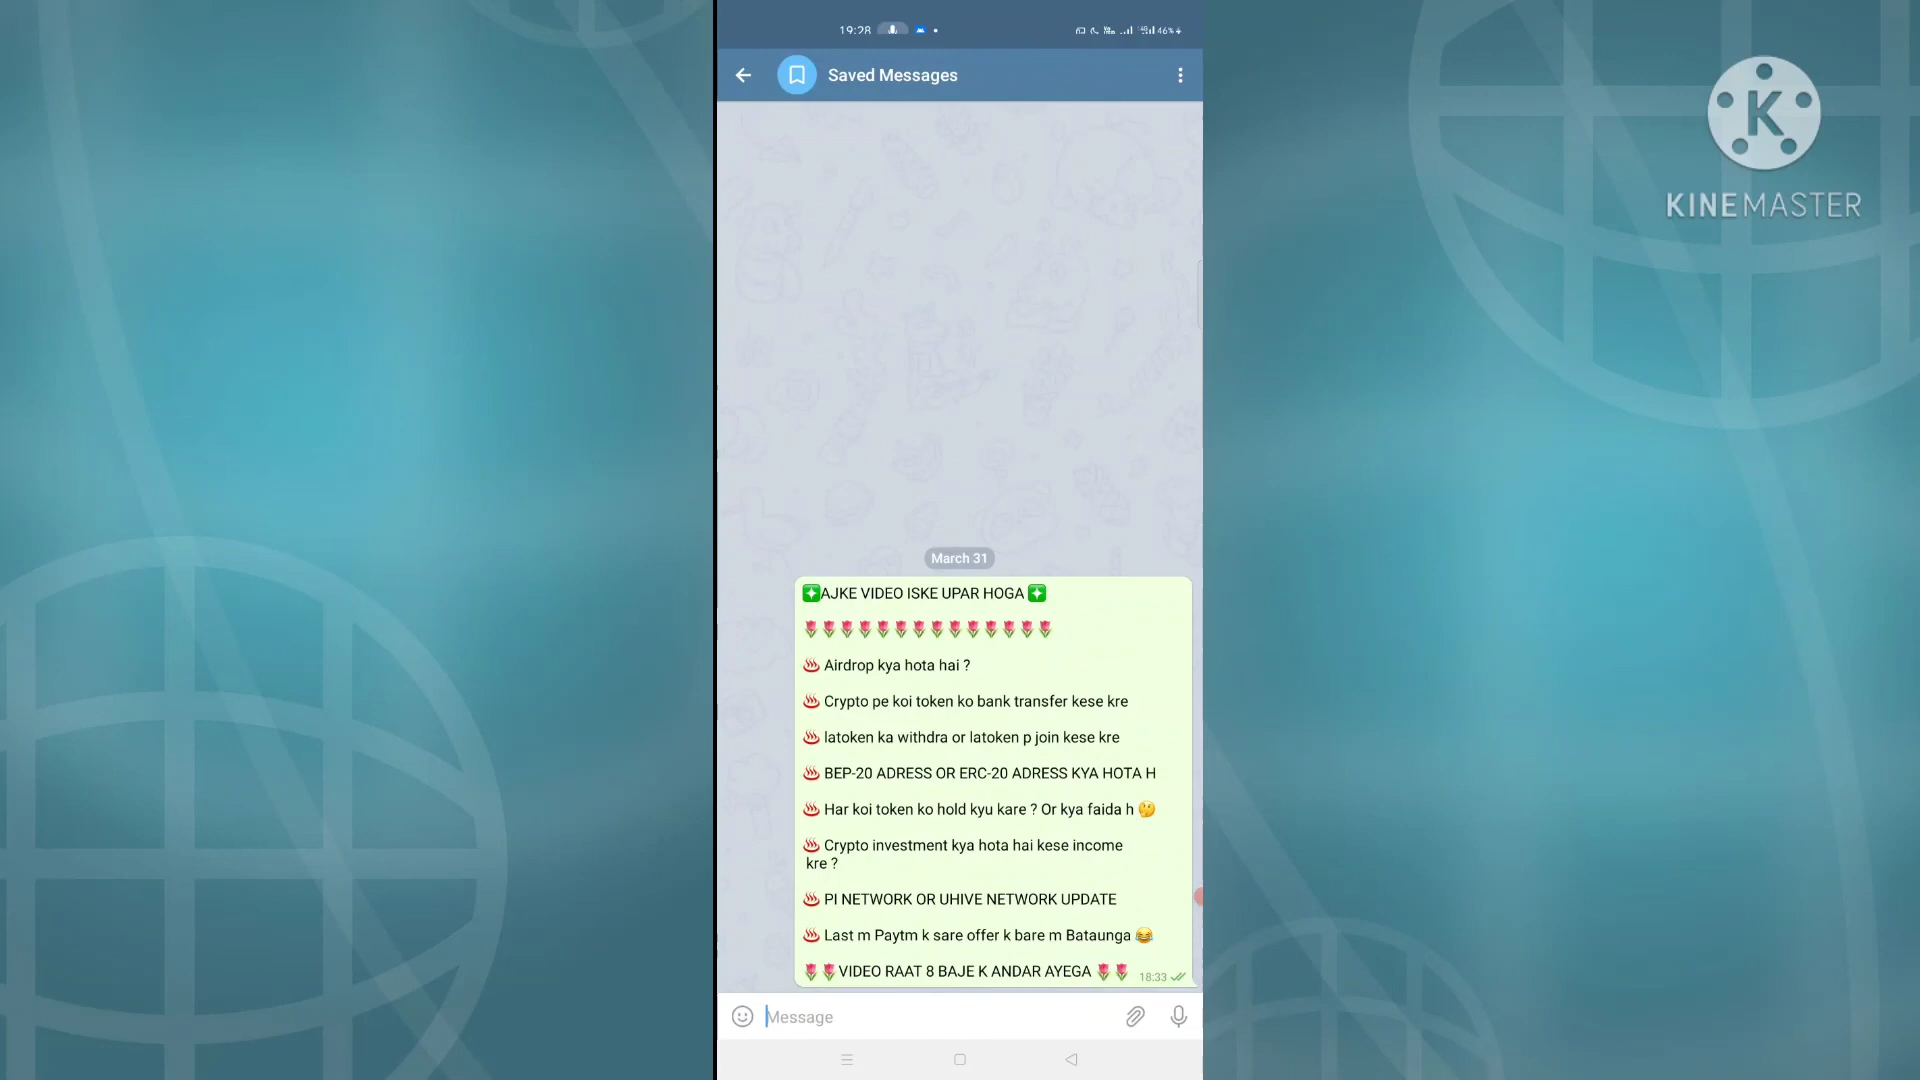 19:28
46%
Saved Messages
KINEMASTER
March 31
AJKE VIDEO ISKE UPAR HOGA
Airdrop kya hota hai ?
Crypto pe koi token ko bank transfer kese kre
latoken ka withdra or latoken p join kese kre
BEP-20 ADRESS OR ERC-20 ADRESS KYA HOTA H
Har koi token ko hold kyu kare ? Or kya faida h 🤔
Crypto investment kya hota hai kese income
kre ?
PI NETWORK OR UHIVE NETWORK UPDATE
Last m Paytm k sare offer k bare m Bataunga 😂
VIDEO RAAT 8 BAJE K ANDAR AYEGA
18:33
Message